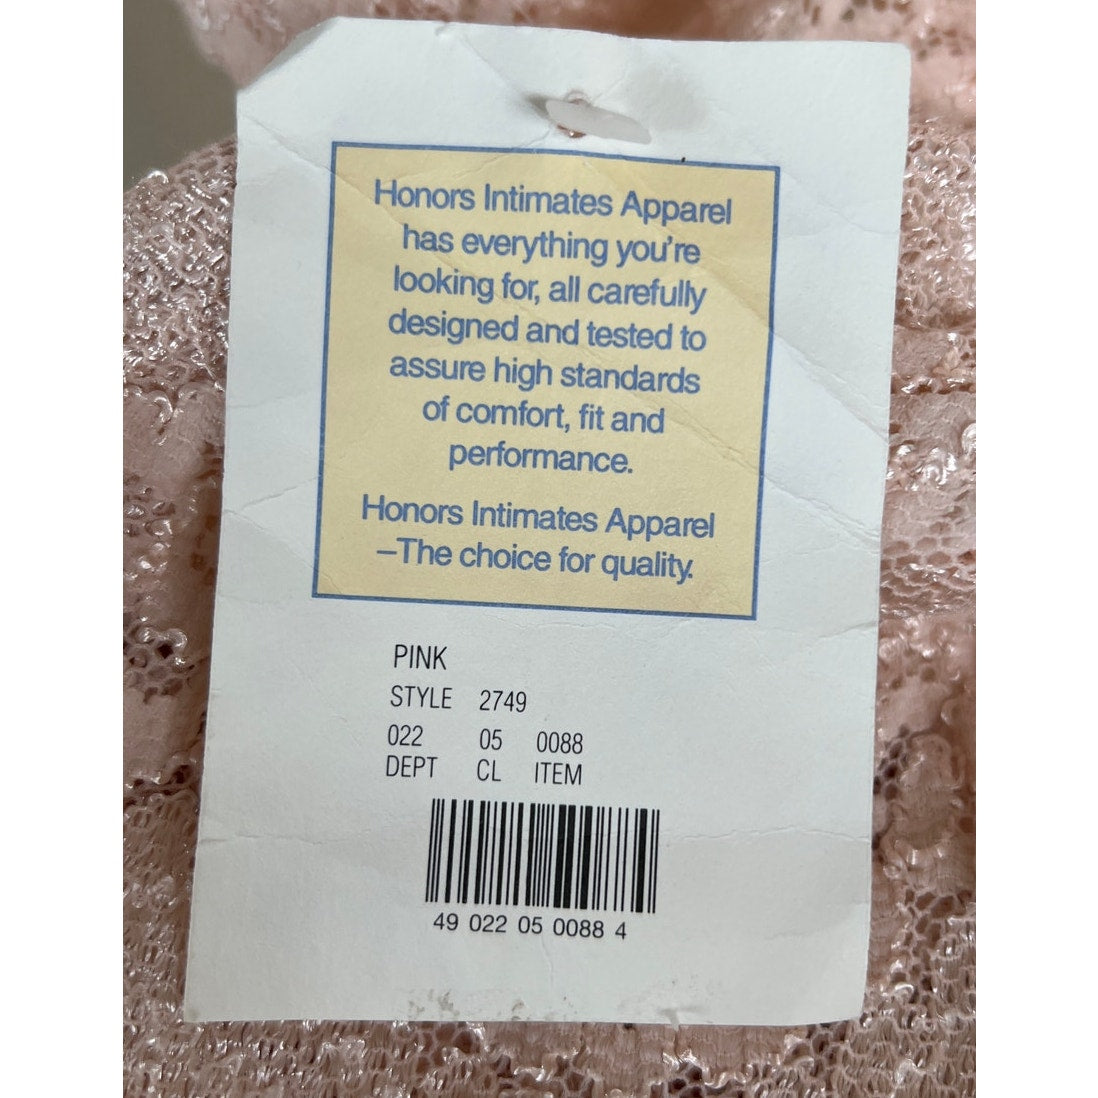 Honors Intimates Apparel
has everything you're
looking for, all carefully
designed and tested to
assure high standards
of comfort, fit and
performance.
Honors Intimates Apparel
–The choice for quality.
PINK
STYLE 2749
022 05 0088
DEPT CL ITEM
49 022 05 0088 4